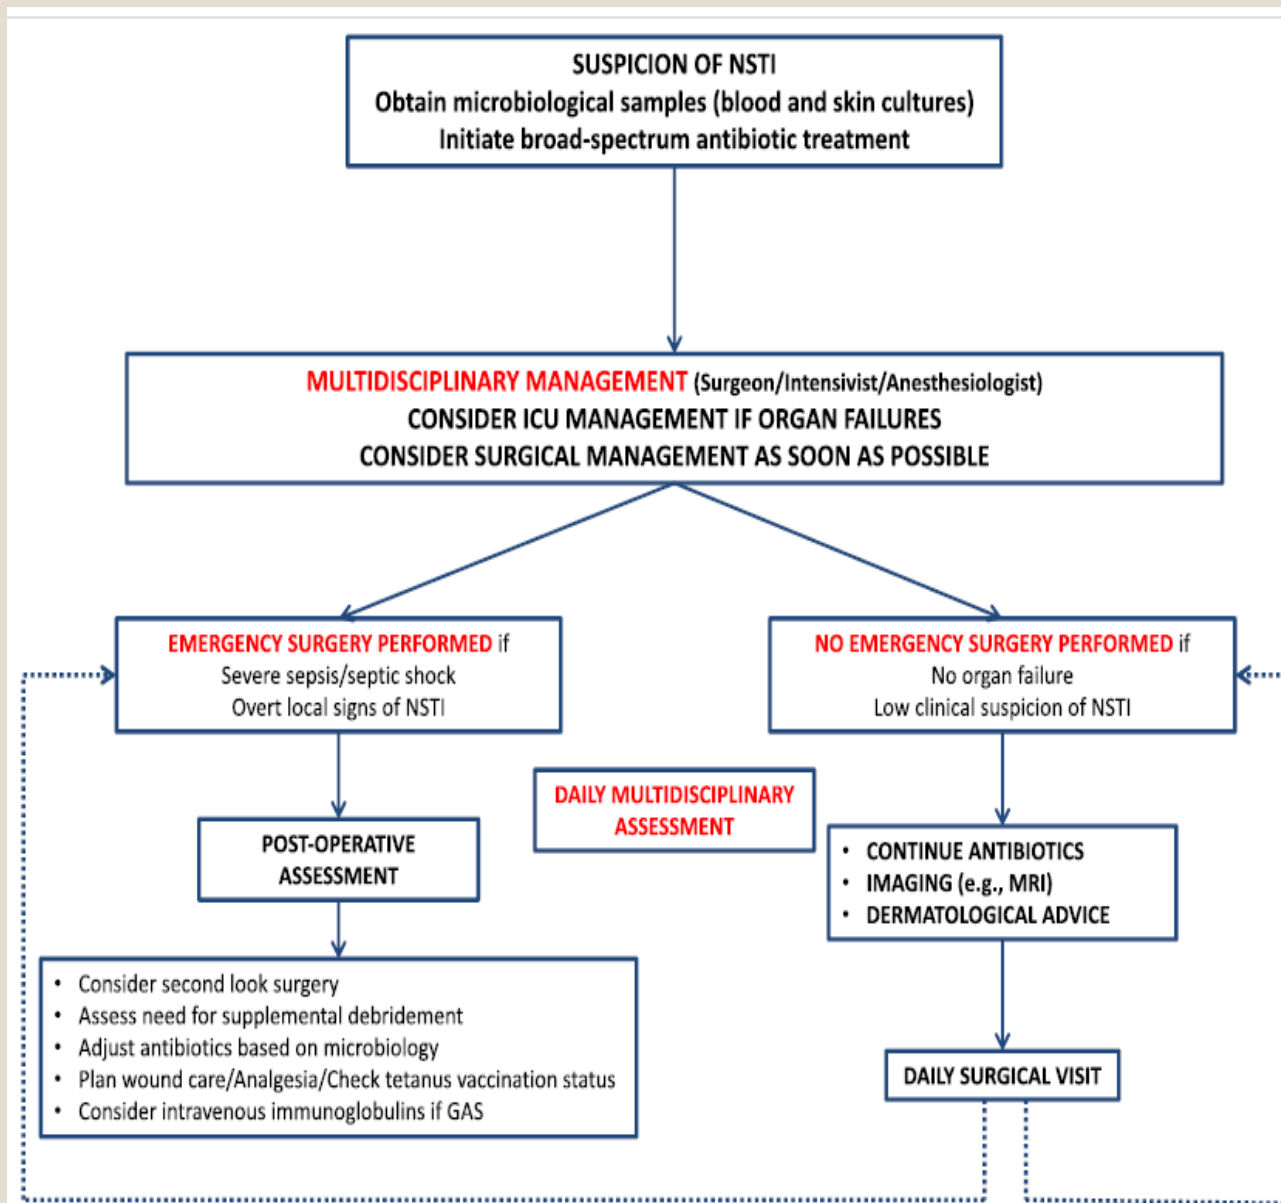 SUSPICION OF NSTI
Obtain microbiological samples (blood and skin cultures)
Initiate broad-spectrum antibiotic treatment
MULTIDISCIPLINARY MANAGEMENT (Surgeon/Intensivist/Anesthesiologist)
CONSIDER ICU MANAGEMENT IF ORGAN FAILURES
CONSIDER SURGICAL MANAGEMENT AS SOON AS POSSIBLE
EMERGENCY SURGERY PERFORMED if
Severe sepsis/septic shock
Overt local signs of NSTI
NO EMERGENCY SURGERY PERFORMED if
No organ failure
Low clinical suspicion of NSTI
DAILY MULTIDISCIPLINARY
ASSESSMENT
POST-OPERATIVE
ASSESSMENT
• CONTINUE ANTIBIOTICS
• IMAGING (e.g., MRI)
• DERMATOLOGICAL ADVICE
• Consider second look surgery
• Assess need for supplemental debridement
• Adjust antibiotics based on microbiology
• Plan wound care/Analgesia/Check tetanus vaccination status
• Consider intravenous immunoglobulins if GAS
DAILY SURGICAL VISIT